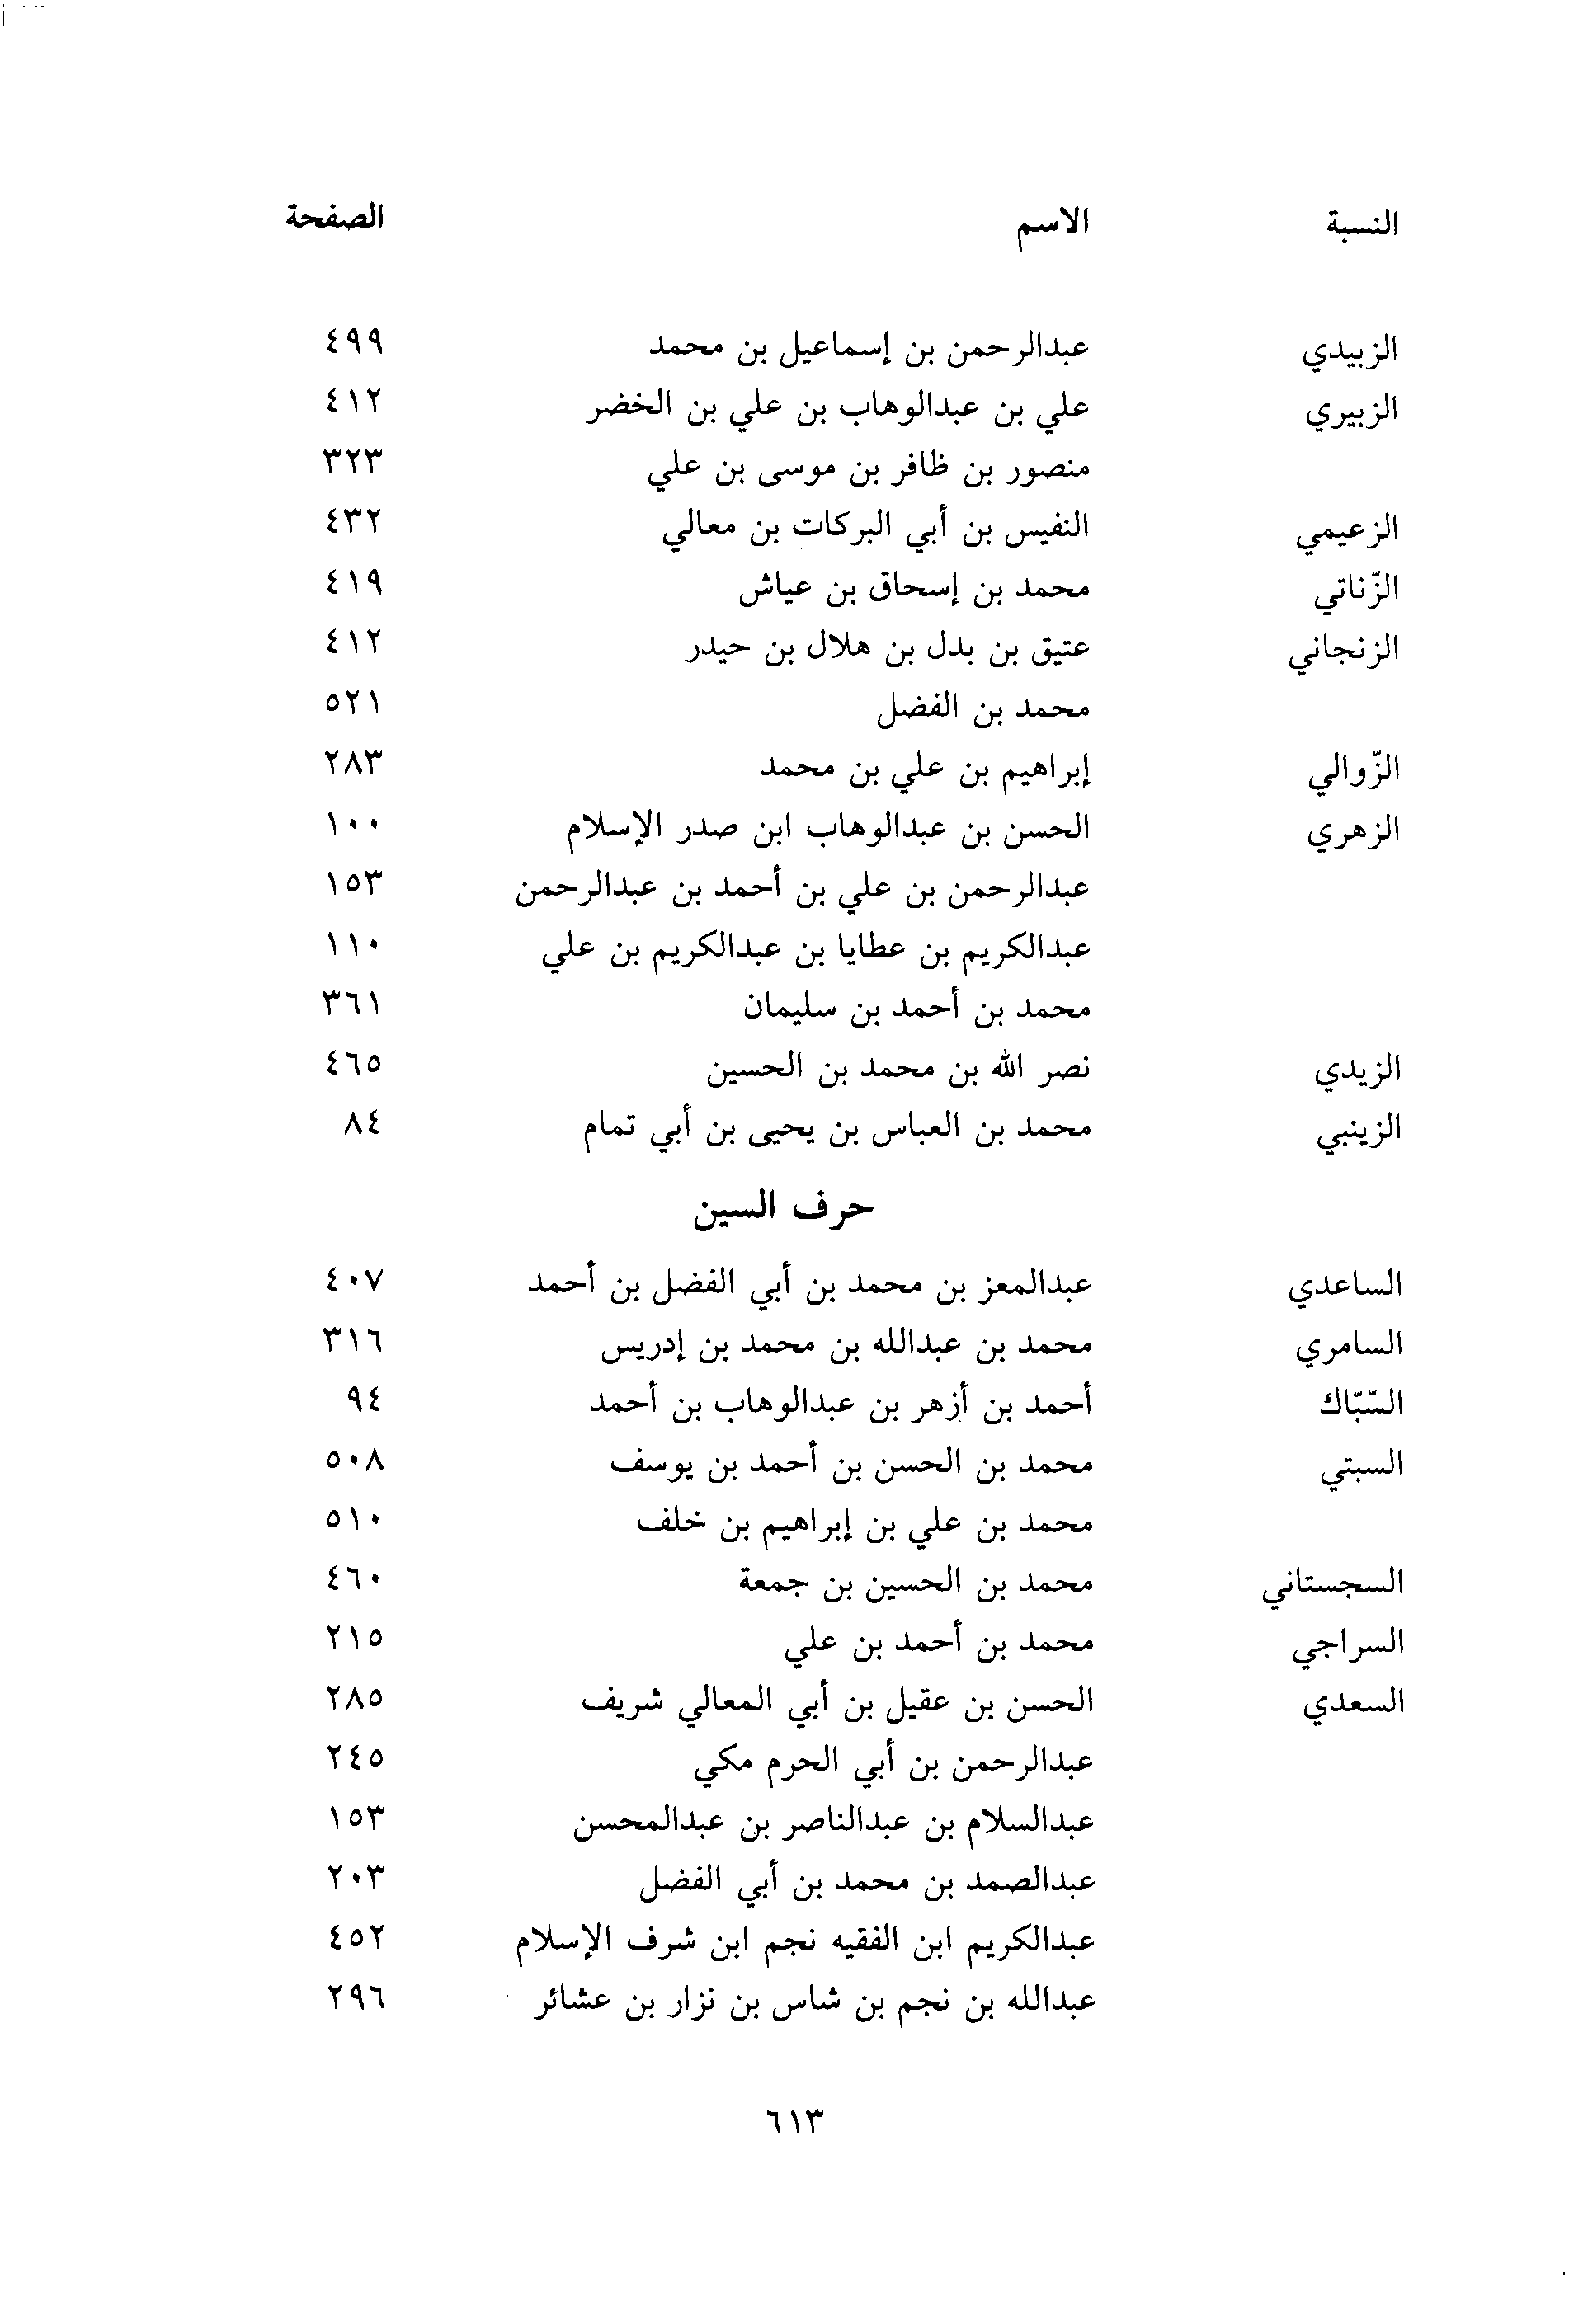 النسبة الاسم الصفحة
الزبيدي عبدالرحمن بن إسماعيل بن محمد ٤٩٩
الزبيري علي بن عبدالوهاب بن علي بن الخضر ٤١٢
منصور بن ظافر بن موسى بن علي ٣٢٣
الزعيمي النفيس بن أبي البركات بن معالي ٤٣٢
الزّناتي محمد بن إسحاق بن عياش ٤١٩
الزنجاني عتيق بن بدل بن هلال بن حيدر ٤١٢
محمد بن الفضل ٥٢١
الزّوالي إبراهيم بن علي بن محمد ٢٨٣
الزهري الحسن بن عبدالوهاب ابن صدر الإسلام ١٠٠
عبدالرحمن بن علي بن أحمد بن عبدالرحمن ١٥٣
عبدالكريم بن عطايا بن عبدالكريم بن علي ١١٠
محمد بن أحمد بن سليمان ٣٦١
الزيدي نصر الله بن محمد بن الحسين ٤٦٥
الزينبي محمد بن العباس بن يحيى بن أبي تمام ٨٤
حرف السين
الساعدي عبدالمعز بن محمد بن أبي الفضل بن أحمد ٤٠٧
السامري محمد بن عبدالله بن محمد بن إدريس ٣١٦
السّبّاك أحمد بن أزهر بن عبدالوهاب بن أحمد ٩٤
السبتي محمد بن الحسن بن أحمد بن يوسف ٥٠٨
محمد بن علي بن إبراهيم بن خلف ٥١٠
السجستاني محمد بن الحسين بن جمعة ٤٦٠
السراجي محمد بن أحمد بن علي ٢١٥
السعدي الحسن بن عقيل بن أبي المعالي شريف ٢٨٥
عبدالرحمن بن أبي الحرم مكي ٢٤٥
عبدالسلام بن عبدالناصر بن عبدالمحسن ١٥٣
عبدالصمد بن محمد بن أبي الفضل ٢٠٣
عبدالكريم ابن الفقيه نجم ابن شرف الإسلام ٤٥٢
عبدالله بن نجم بن شاس بن نزار بن عشائر ٢٩٦
٦١٣